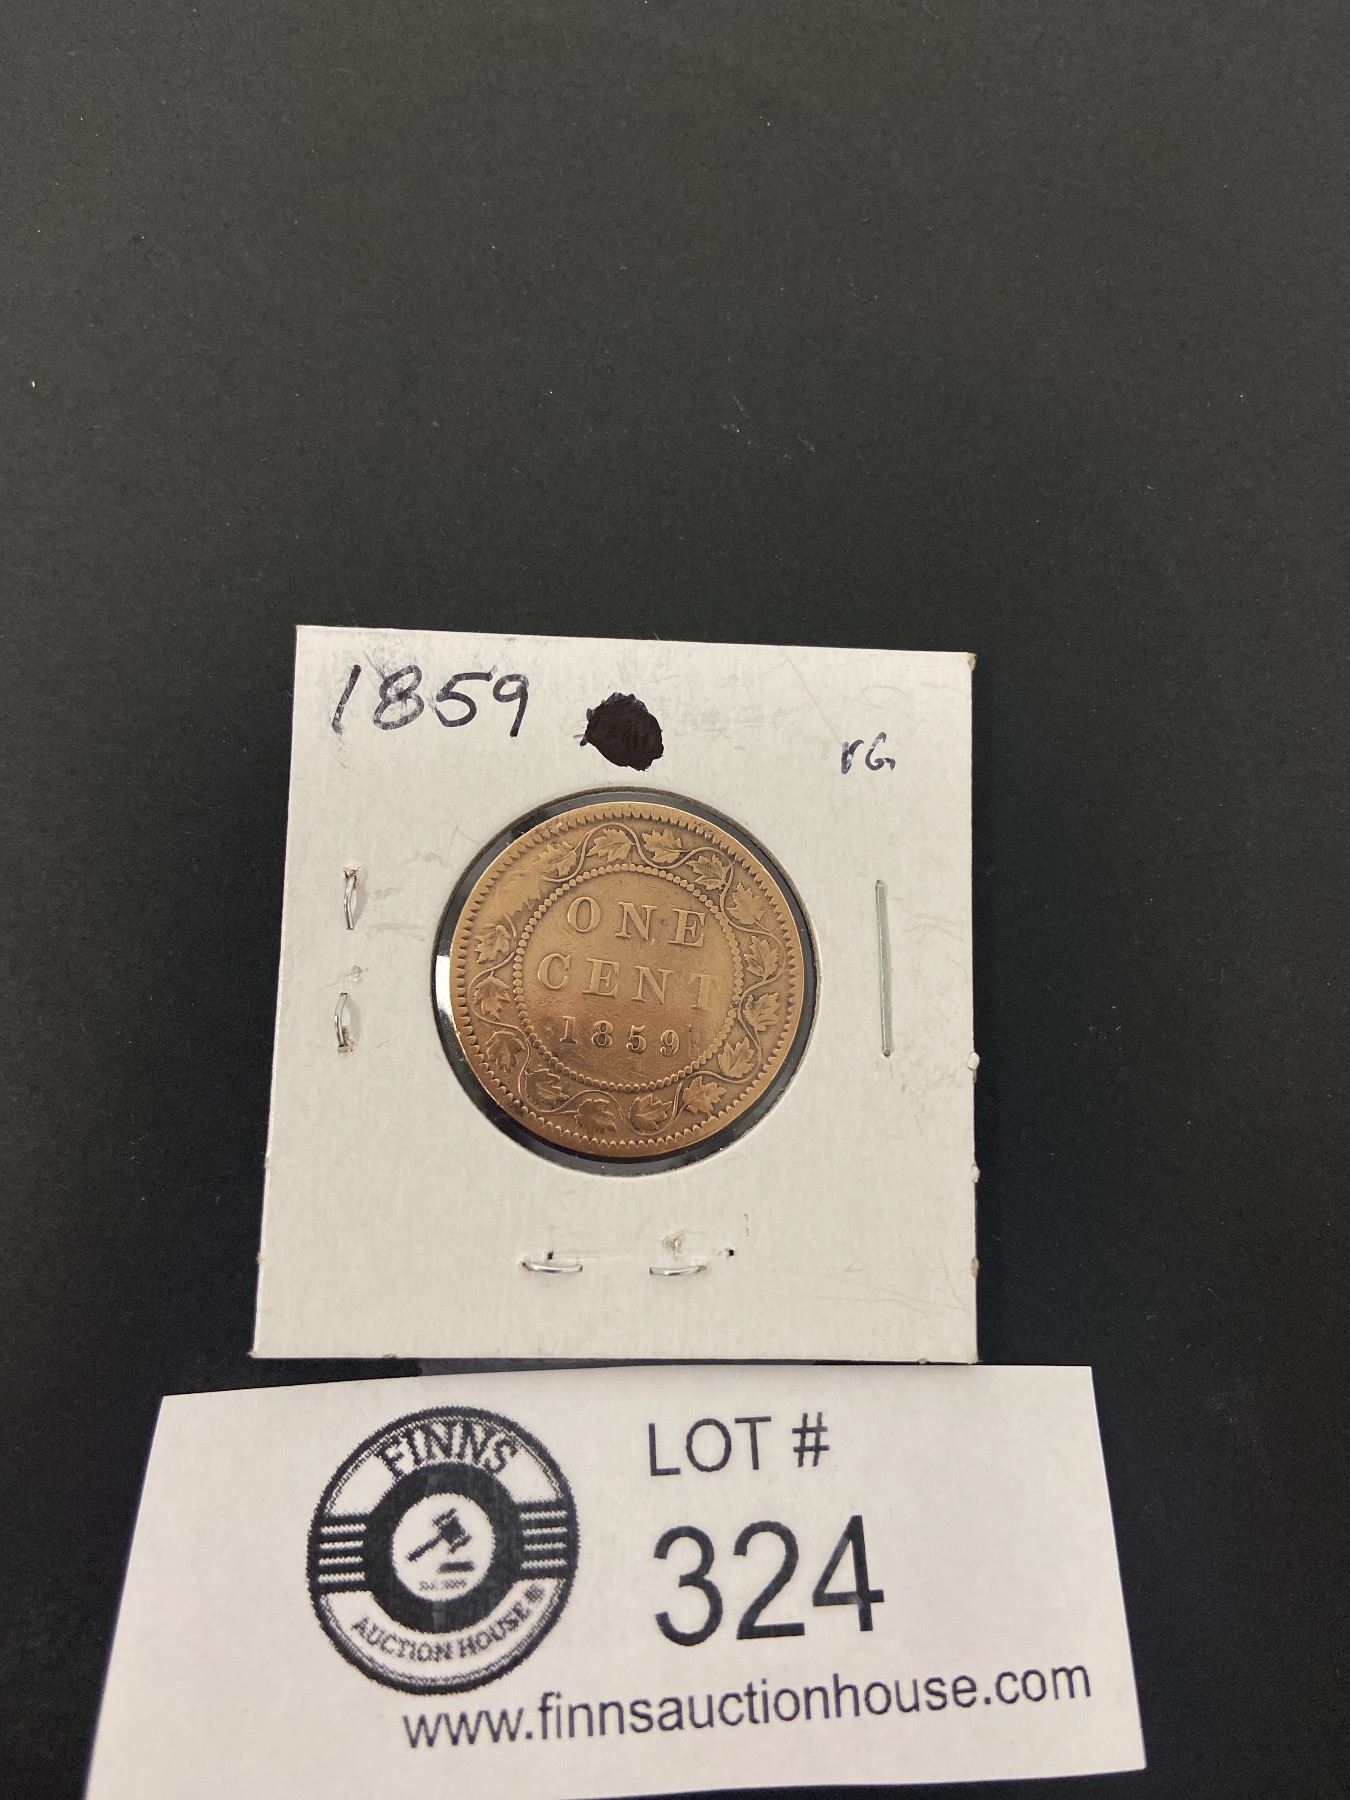 1859
VG
ONE
CENT
1859
FINNS
AUCTION HOUSE
LOT #
324
www.finnsauctionhouse.com